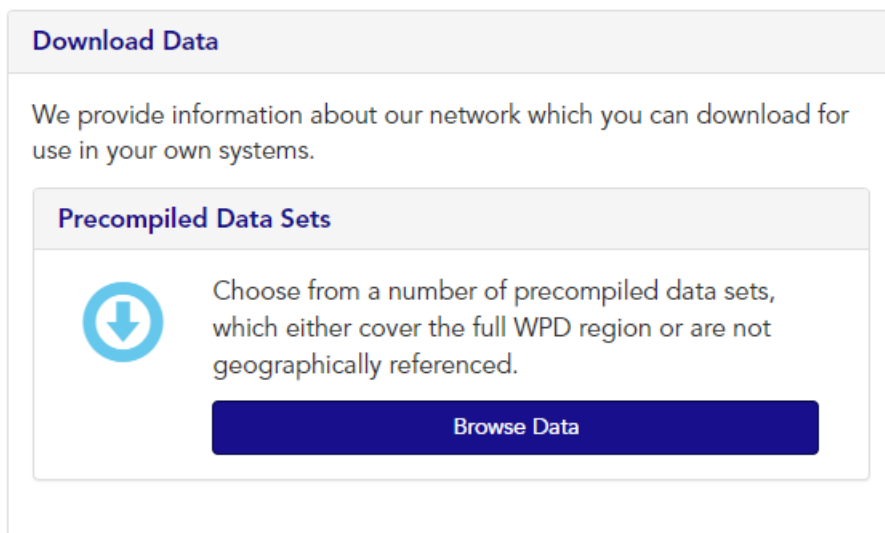 Download Data
We provide information about our network which you can download for
use in your own systems.
Precompiled Data Sets
Choose from a number of precompiled data sets,
which either cover the full WPD region or are not
geographically referenced.
Browse Data